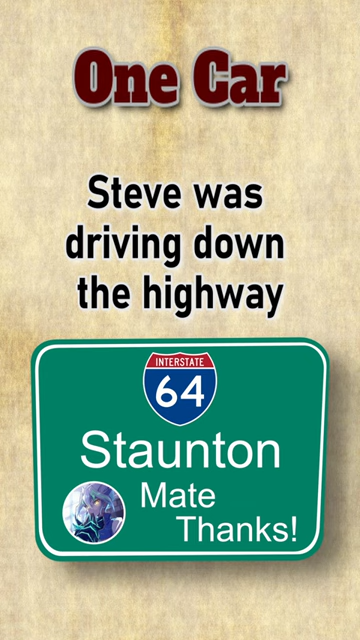 One Car
Steve was
driving down
the highway
INTERSTATE
64
Staunton
Mate
Thanks!